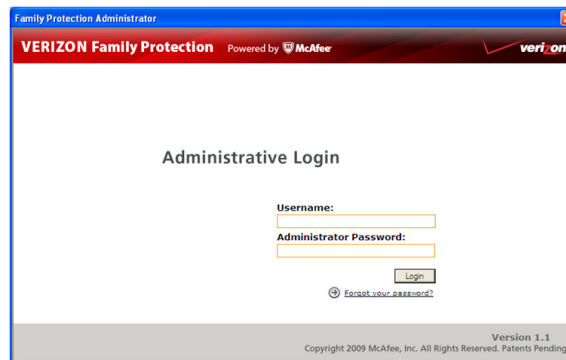 Family Protection Administrator
VERIZON Family Protection Powered by McAfee
verizon
Administrative Login
Username:
Administrator Password:
Login
Forgot your password?
Version 1.1
Copyright 2009 McAfee, Inc. All Rights Reserved. Patents Pending